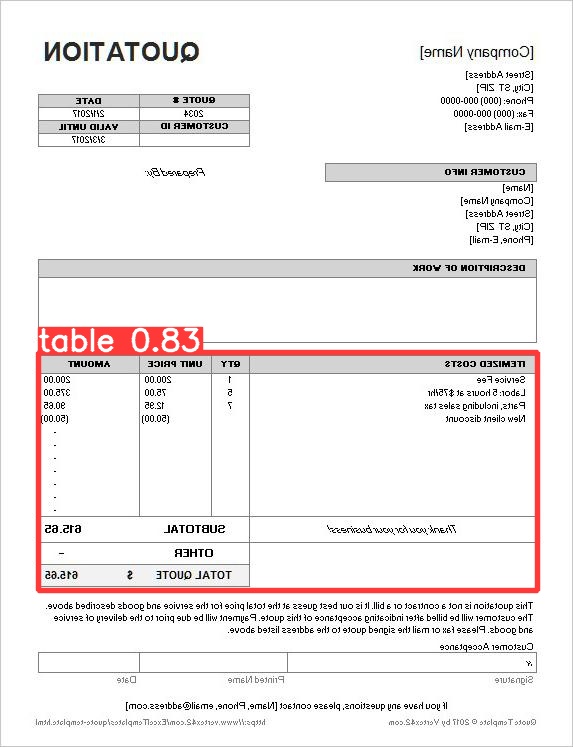 [Company Name] QUOTATION
[Street Address]
[City, ST ZIP]
Phone: (000) 000-0000
Fax: (000) 000-0000
[E-mail Address]
QUOTE # DATE
2034 2/1/2017
CUSTOMER ID VALID UNTIL
3/3/2017
CUSTOMER INFO
Prepared By:
[Name]
[Company Name]
[Street Address]
[City, ST ZIP]
[Phone, E-mail]
DESCRIPTION OF WORK
table 0.83
ITEMIZED COSTS QTY UNIT PRICE AMOUNT
Service Fee 1 200.00 200.00
Labor: 5 hours at $75/hr 5 75.00 375.00
Parts, including sales tax 7 12.95 90.65
New client discount (50.00) (50.00)
-
-
-
-
-
-
-
Thank you for your business! SUBTOTAL 615.65
OTHER -
TOTAL QUOTE $ 615.65
This quotation is not a contract or a bill. It is our best guess at the total price for the service and goods described above.
The customer will be billed after indicating acceptance of this quote. Payment will be due prior to the delivery of service
and goods. Please fax or mail the signed quote to the address listed above.
Customer Acceptance
x
Signature Printed Name Date
If you have any questions, please, contact [Name, Phone, email@address.com]
Quote Template © 2017 by Vertex42.com https://www.vertex42.com/ExcelTemplates/quote-template.html